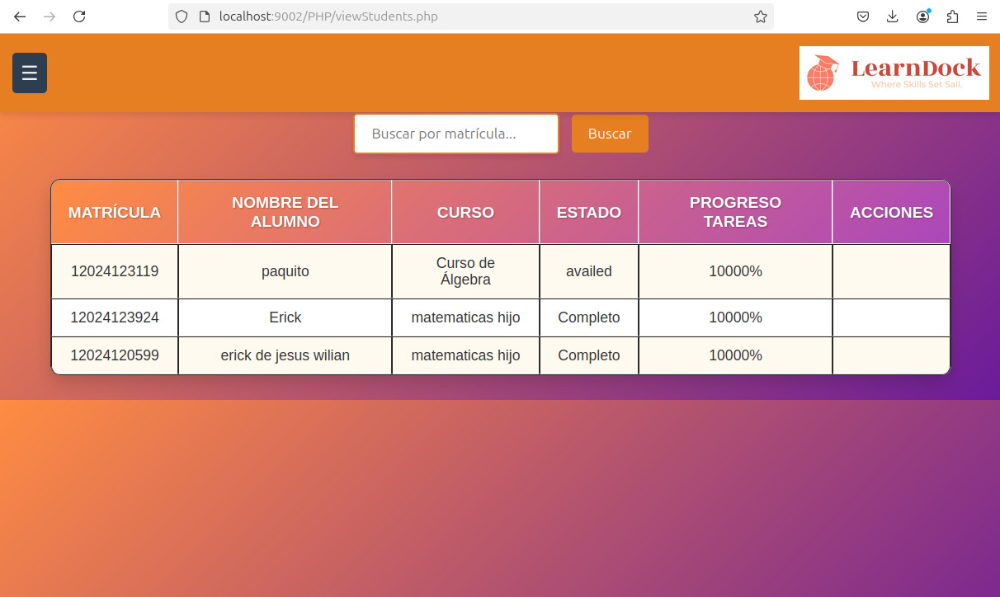 localhost:9002/PHP/viewStudents.php
☰
LearnDock
Where Skills Set Sail.
Buscar por matrícula...
Buscar
MATRÍCULA
NOMBRE DEL
ALUMNO
CURSO
ESTADO
PROGRESO
TAREAS
ACCIONES
12024123119
paquito
Curso de
Álgebra
availed
10000%
12024123924
Erick
matematicas hijo
Completo
10000%
12024120599
erick de jesus wilian
matematicas hijo
Completo
10000%